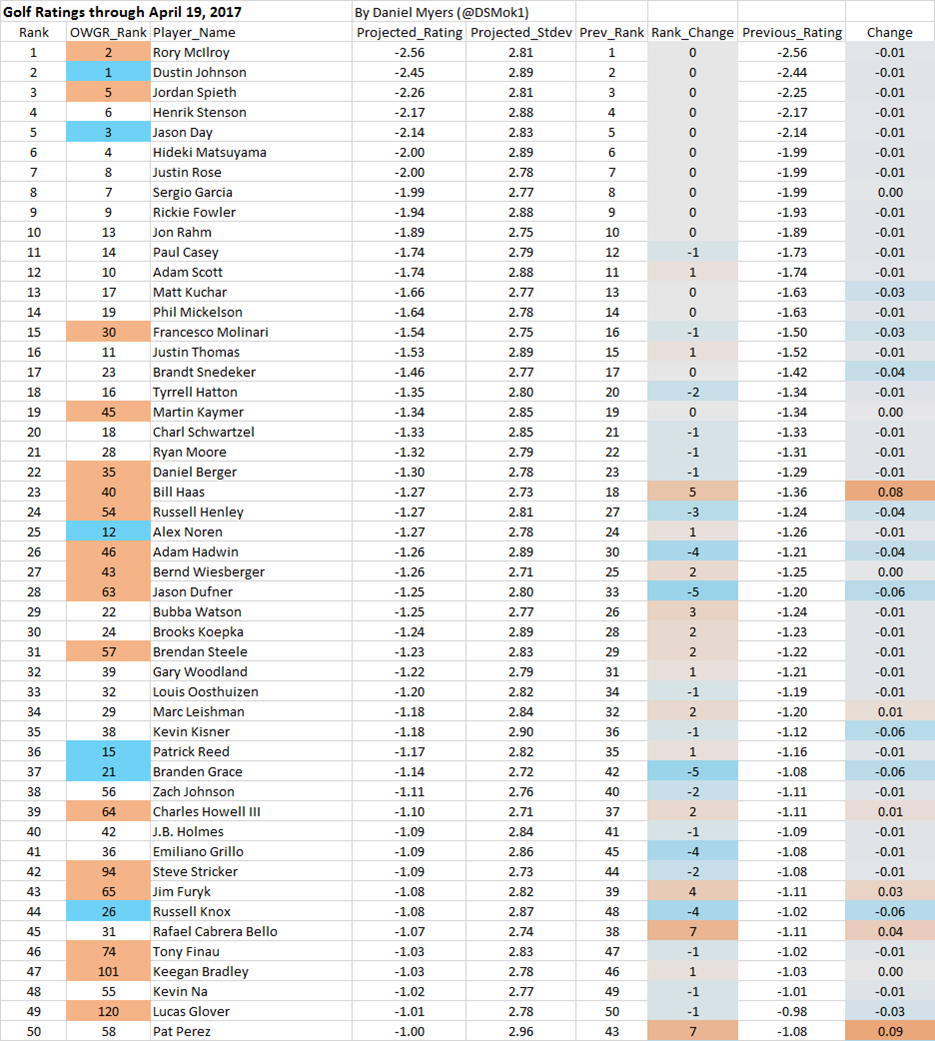 Golf Ratings through April 19, 2017 By Daniel Myers (@DSMok1)
Rank OWGR_Rank Player_Name Projected_Rating Projected_Stdev Prev_Rank Rank_Change Previous_Rating Change
1 2 Rory McIlroy -2.56 2.81 1 0 -2.56 -0.01
2 1 Dustin Johnson -2.45 2.89 2 0 -2.44 -0.01
3 5 Jordan Spieth -2.26 2.81 3 0 -2.25 -0.01
4 6 Henrik Stenson -2.17 2.88 4 0 -2.17 -0.01
5 3 Jason Day -2.14 2.83 5 0 -2.14 -0.01
6 4 Hideki Matsuyama -2.00 2.89 6 0 -1.99 -0.01
7 8 Justin Rose -2.00 2.78 7 0 -1.99 -0.01
8 7 Sergio Garcia -1.99 2.77 8 0 -1.99 0.00
9 9 Rickie Fowler -1.94 2.88 9 0 -1.93 -0.01
10 13 Jon Rahm -1.89 2.75 10 0 -1.89 -0.01
11 14 Paul Casey -1.74 2.79 12 -1 -1.73 -0.01
12 10 Adam Scott -1.74 2.88 11 1 -1.74 -0.01
13 17 Matt Kuchar -1.66 2.77 13 0 -1.63 -0.03
14 19 Phil Mickelson -1.64 2.78 14 0 -1.63 -0.01
15 30 Francesco Molinari -1.54 2.75 16 -1 -1.50 -0.03
16 11 Justin Thomas -1.53 2.89 15 1 -1.52 -0.01
17 23 Brandt Snedeker -1.46 2.77 17 0 -1.42 -0.04
18 16 Tyrrell Hatton -1.35 2.80 20 -2 -1.34 -0.01
19 45 Martin Kaymer -1.34 2.85 19 0 -1.34 0.00
20 18 Charl Schwartzel -1.33 2.85 21 -1 -1.33 -0.01
21 28 Ryan Moore -1.32 2.79 22 -1 -1.31 -0.01
22 35 Daniel Berger -1.30 2.78 23 -1 -1.29 -0.01
23 40 Bill Haas -1.27 2.73 18 5 -1.36 0.08
24 54 Russell Henley -1.27 2.81 27 -3 -1.24 -0.04
25 12 Alex Noren -1.27 2.78 24 1 -1.26 -0.01
26 46 Adam Hadwin -1.26 2.89 30 -4 -1.21 -0.04
27 43 Bernd Wiesberger -1.26 2.71 25 2 -1.25 0.00
28 63 Jason Dufner -1.25 2.80 33 -5 -1.20 -0.06
29 22 Bubba Watson -1.25 2.77 26 3 -1.24 -0.01
30 24 Brooks Koepka -1.24 2.89 28 2 -1.23 -0.01
31 57 Brendan Steele -1.23 2.83 29 2 -1.22 -0.01
32 39 Gary Woodland -1.22 2.79 31 1 -1.21 -0.01
33 32 Louis Oosthuizen -1.20 2.82 34 -1 -1.19 -0.01
34 29 Marc Leishman -1.18 2.84 32 2 -1.20 0.01
35 38 Kevin Kisner -1.18 2.90 36 -1 -1.12 -0.06
36 15 Patrick Reed -1.17 2.82 35 1 -1.16 -0.01
37 21 Branden Grace -1.14 2.72 42 -5 -1.08 -0.06
38 56 Zach Johnson -1.11 2.76 40 -2 -1.11 -0.01
39 64 Charles Howell III -1.10 2.71 37 2 -1.11 0.01
40 42 J.B. Holmes -1.09 2.84 41 -1 -1.09 -0.01
41 36 Emiliano Grillo -1.09 2.86 45 -4 -1.08 -0.01
42 94 Steve Stricker -1.09 2.73 44 -2 -1.08 -0.01
43 65 Jim Furyk -1.08 2.82 39 4 -1.11 0.03
44 26 Russell Knox -1.08 2.87 48 -4 -1.02 -0.06
45 31 Rafael Cabrera Bello -1.07 2.74 38 7 -1.11 0.04
46 74 Tony Finau -1.03 2.83 47 -1 -1.02 -0.01
47 101 Keegan Bradley -1.03 2.78 46 1 -1.03 0.00
48 55 Kevin Na -1.02 2.77 49 -1 -1.01 -0.01
49 120 Lucas Glover -1.01 2.78 50 -1 -0.98 -0.03
50 58 Pat Perez -1.00 2.96 43 7 -1.08 0.09